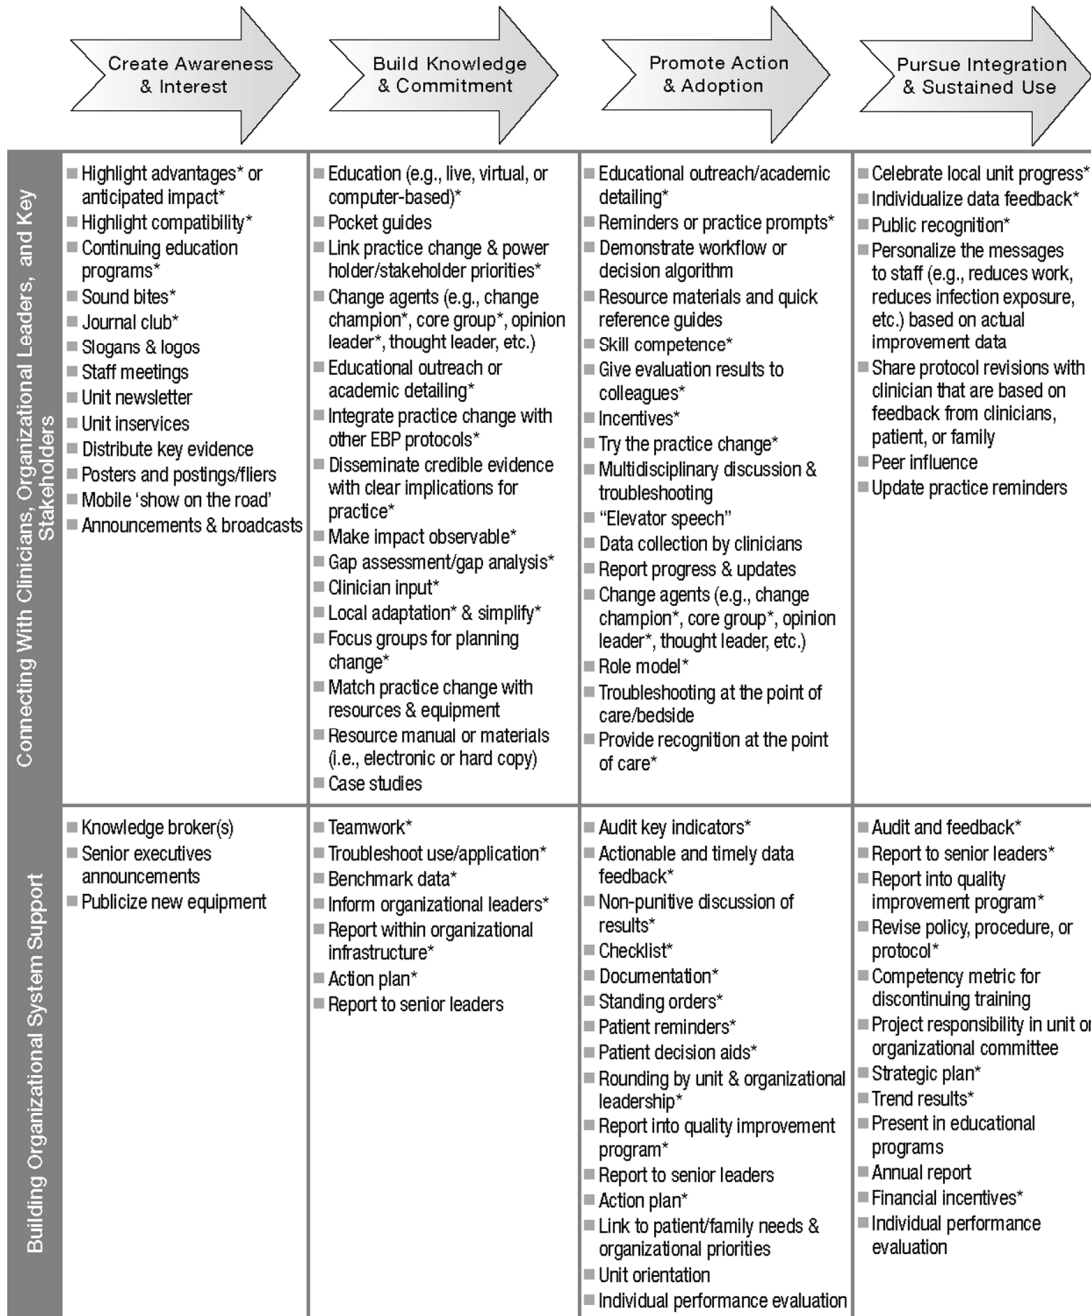 Create Awareness
& Interest
Build Knowledge
& Commitment
Promote Action
& Adoption
Pursue Integration
& Sustained Use
Connecting With Clinicians, Organizational Leaders, and Key
Stakeholders
Highlight advantages* or
anticipated impact*
Highlight compatibility*
Continuing education
programs*
Sound bites*
Journal club*
Slogans & logos
Staff meetings
Unit newsletter
Unit inservices
Distribute key evidence
Posters and postings/fliers
Mobile ‘show on the road’
Announcements & broadcasts
Education (e.g., live, virtual, or
computer-based)*
Pocket guides
Link practice change & power
holder/stakeholder priorities*
Change agents (e.g., change
champion*, core group*, opinion
leader*, thought leader, etc.)
Educational outreach or
academic detailing*
Integrate practice change with
other EBP protocols*
Disseminate credible evidence
with clear implications for
practice*
Make impact observable*
Gap assessment/gap analysis*
Clinician input*
Local adaptation* & simplify*
Focus groups for planning
change*
Match practice change with
resources & equipment
Resource manual or materials
(i.e., electronic or hard copy)
Case studies
Educational outreach/academic
detailing*
Reminders or practice prompts*
Demonstrate workflow or
decision algorithm
Resource materials and quick
reference guides
Skill competence*
Give evaluation results to
colleagues*
Incentives*
Try the practice change*
Multidisciplinary discussion &
troubleshooting
“Elevator speech”
Data collection by clinicians
Report progress & updates
Change agents (e.g., change
champion*, core group*, opinion
leader*, thought leader, etc.)
Role model*
Troubleshooting at the point of
care/bedside
Provide recognition at the point
of care*
Celebrate local unit progress*
Individualize data feedback*
Public recognition*
Personalize the messages
to staff (e.g., reduces work,
reduces infection exposure,
etc.) based on actual
improvement data
Share protocol revisions with
clinician that are based on
feedback from clinicians,
patient, or family
Peer influence
Update practice reminders
Building Organizational System Support
Knowledge broker(s)
Senior executives
announcements
Publicize new equipment
Teamwork*
Troubleshoot use/application*
Benchmark data*
Inform organizational leaders*
Report within organizational
infrastructure*
Action plan*
Report to senior leaders
Audit key indicators*
Actionable and timely data
feedback*
Non-punitive discussion of
results*
Checklist*
Documentation*
Standing orders*
Patient reminders*
Patient decision aids*
Rounding by unit & organizational
leadership*
Report into quality improvement
program*
Report to senior leaders
Action plan*
Link to patient/family needs &
organizational priorities
Unit orientation
Individual performance evaluation
Audit and feedback*
Report to senior leaders*
Report into quality
improvement program*
Revise policy, procedure, or
protocol*
Competency metric for
discontinuing training
Project responsibility in unit or
organizational committee
Strategic plan*
Trend results*
Present in educational
programs
Annual report
Financial incentives*
Individual performance
evaluation